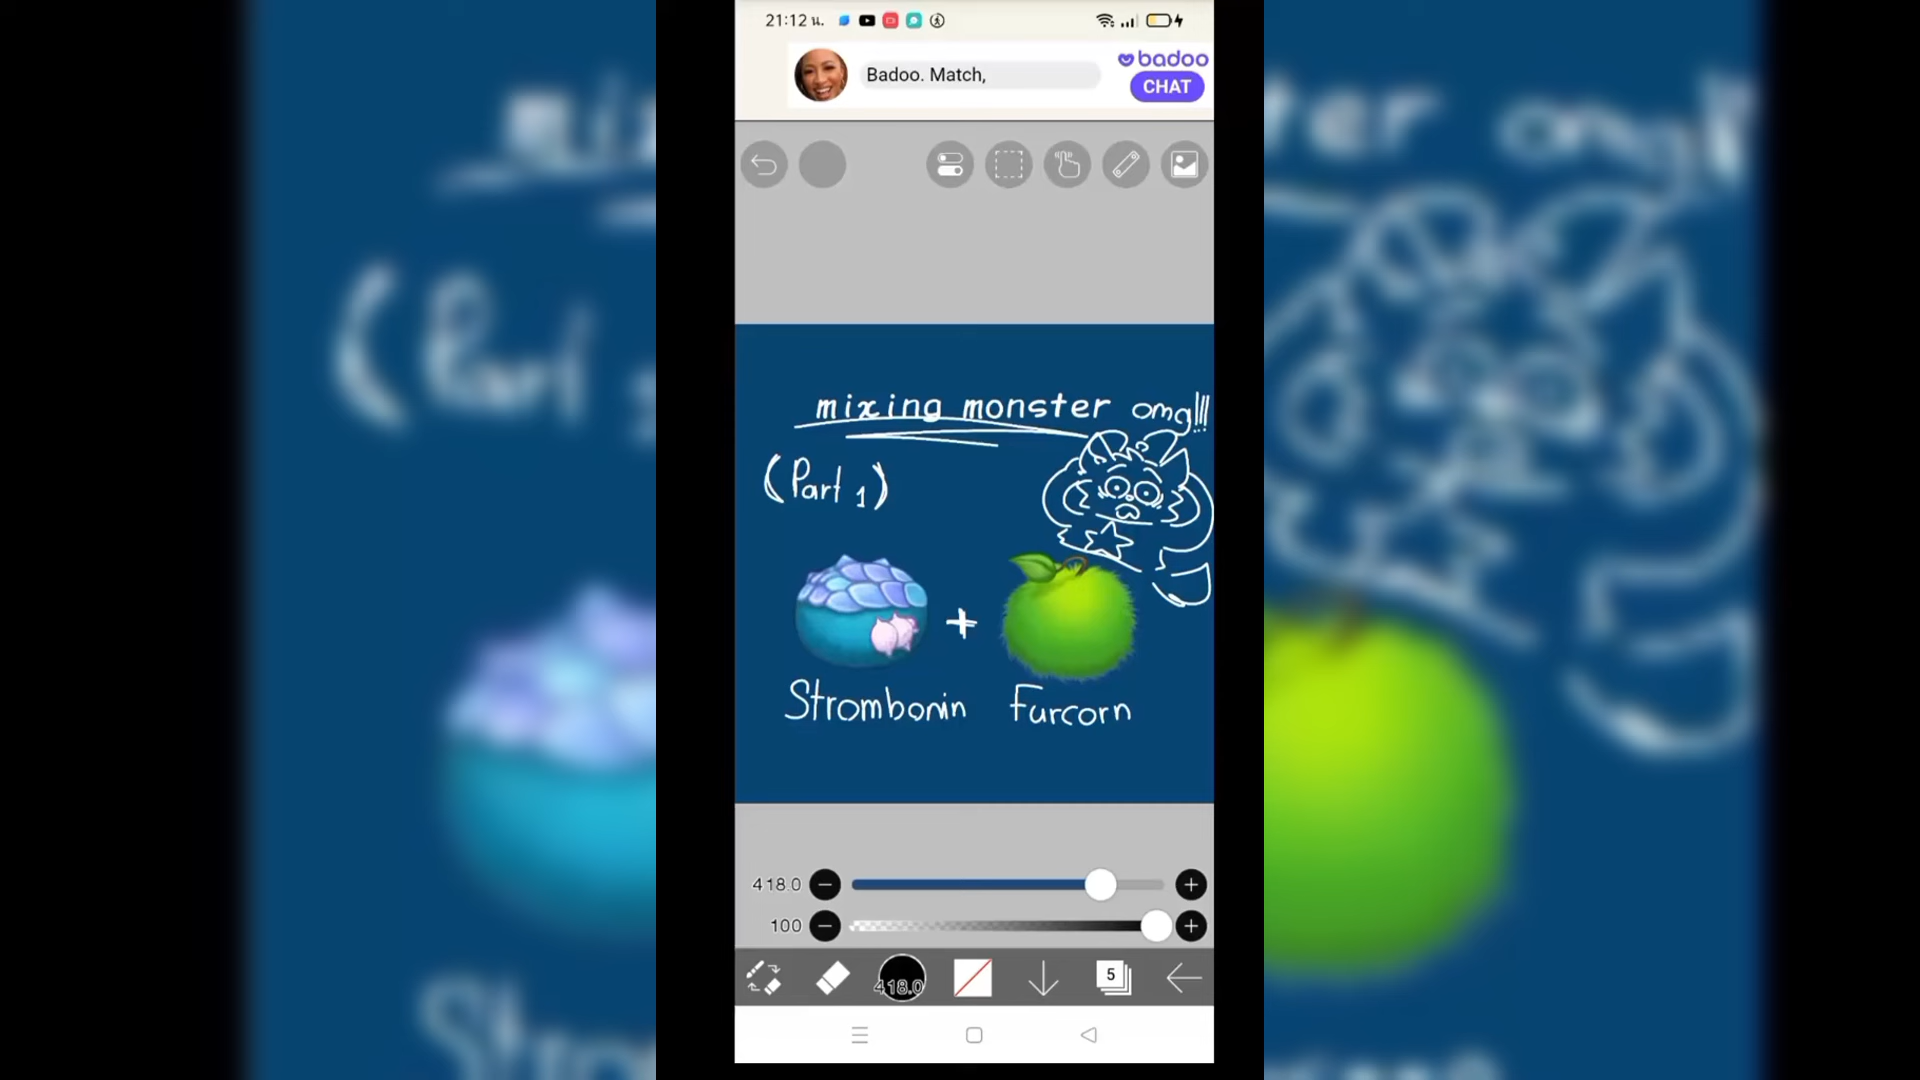 21:12 น.
Badoo. Match,
badoo
CHAT
mixing monster omg!!!
(Part 1)
+
Strombonin Furcorn
418.0
100
418.0
5